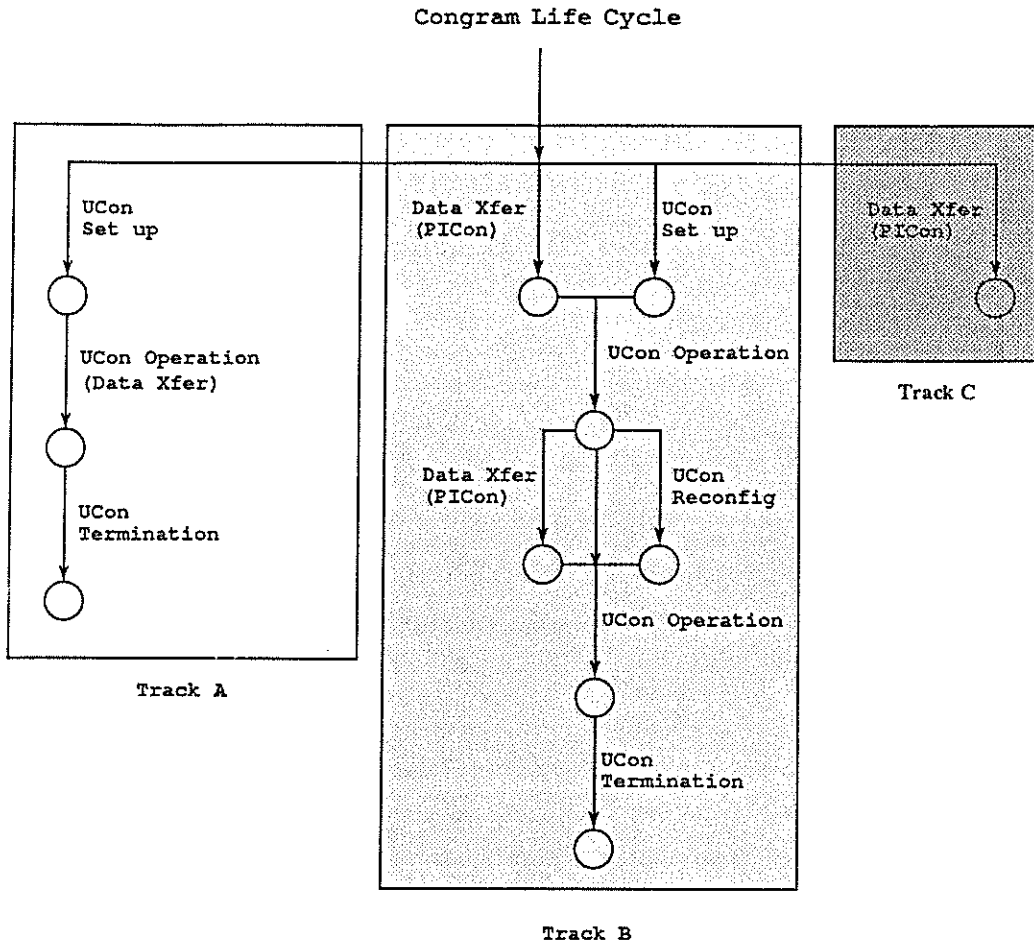 Congram Life Cycle
UCon
Set up
UCon Operation
(Data Xfer)
UCon
Termination
Track A
Data Xfer
(PICon)
UCon
Set up
UCon Operation
Data Xfer
(PICon)
UCon
Reconfig
UCon Operation
UCon
Termination
Track B
Data Xfer
(PICon)
Track C